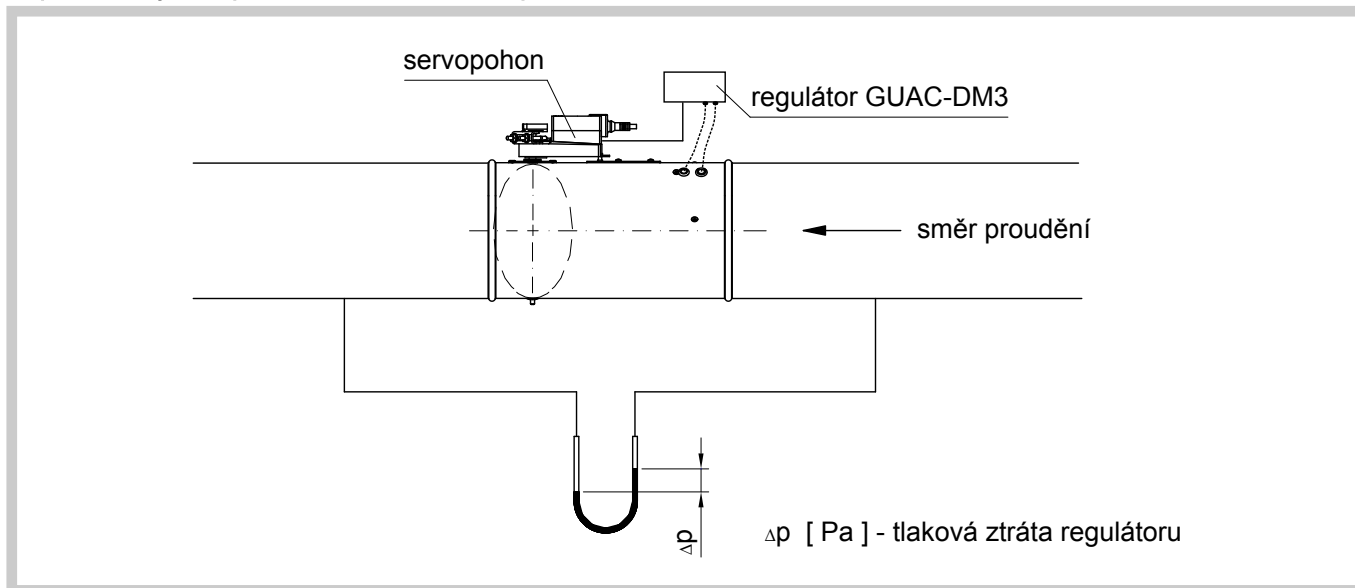 servopohon
regulátor GUAC-DM3
směr proudění
Δp
Δp [ Pa ] - tlaková ztráta regulátoru